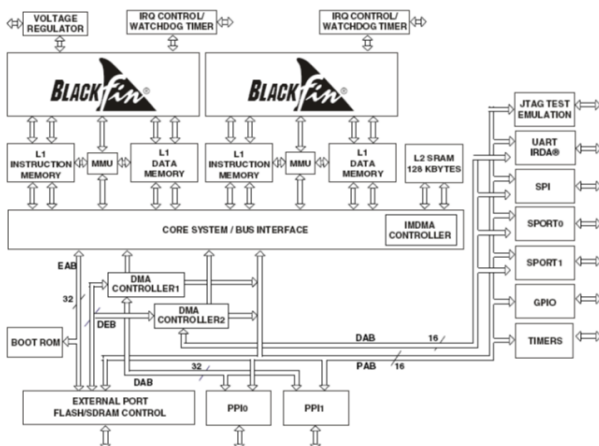 VOLTAGE
REGULATOR
IRQ CONTROL/
WATCHDOG TIMER
IRQ CONTROL/
WATCHDOG TIMER
BLACKfin®
BLACKfin®
L1
INSTRUCTION
MEMORY
MMU
L1
DATA
MEMORY
L1
INSTRUCTION
MEMORY
MMU
L1
DATA
MEMORY
L2 SRAM
128 KBYTES
CORE SYSTEM / BUS INTERFACE
IMDMA
CONTROLLER
JTAG TEST
EMULATION
UART
IRDA®
SPI
SPORT0
SPORT1
GPIO
TIMERS
EAB
32
DMA
CONTROLLER1
DEB
DMA
CONTROLLER2
BOOT ROM
DAB
16
PAB
16
DAB
32
EXTERNAL PORT
FLASH/SDRAM CONTROL
PPI0
PPI1